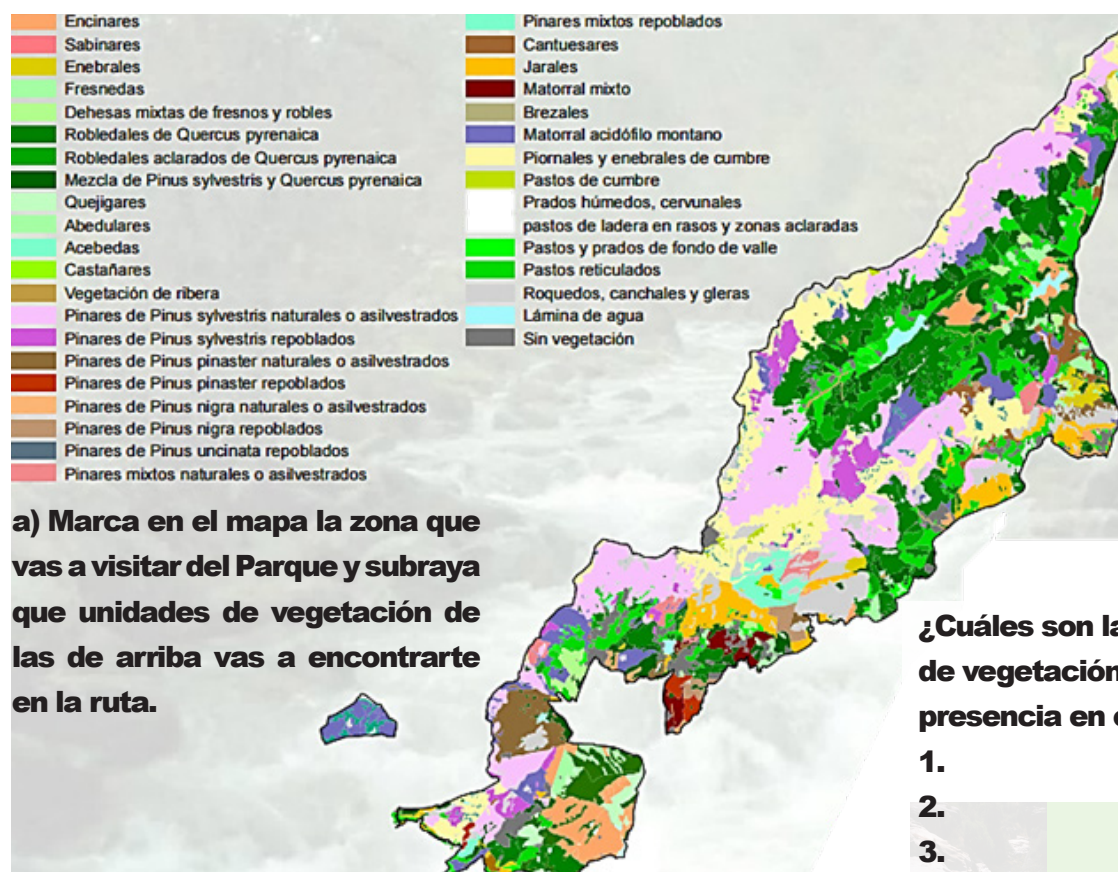 Encinares
Sabinares
Enebrales
Fresnedas
Dehesas mixtas de fresnos y robles
Robledales de Quercus pyrenaica
Robledales aclarados de Quercus pyrenaica
Mezcla de Pinus sylvestris y Quercus pyrenaica
Quejigares
Abedulares
Acebedas
Castañares
Vegetación de ribera
Pinares de Pinus sylvestris naturales o asilvestrados
Pinares de Pinus sylvestris repoblados
Pinares de Pinus pinaster naturales o asilvestrados
Pinares de Pinus pinaster repoblados
Pinares de Pinus nigra naturales o asilvestrados
Pinares de Pinus nigra repoblados
Pinares de Pinus uncinata repoblados
Pinares mixtos naturales o asilvestrados
Pinares mixtos repoblados
Cantuesares
Jarales
Matorral mixto
Brezales
Matorral acidófilo montano
Piornales y enebrales de cumbre
Pastos de cumbre
Prados húmedos, cervunales
pastos de ladera en rasos y zonas aclaradas
Pastos y prados de fondo de valle
Pastos reticulados
Roquedos, canchales y gleras
Lámina de agua
Sin vegetación
a) Marca en el mapa la zona que
vas a visitar del Parque y subraya
que unidades de vegetación de
las de arriba vas a encontrarte
en la ruta.
¿Cuáles son la
de vegetación
presencia en
1.
2.
3.